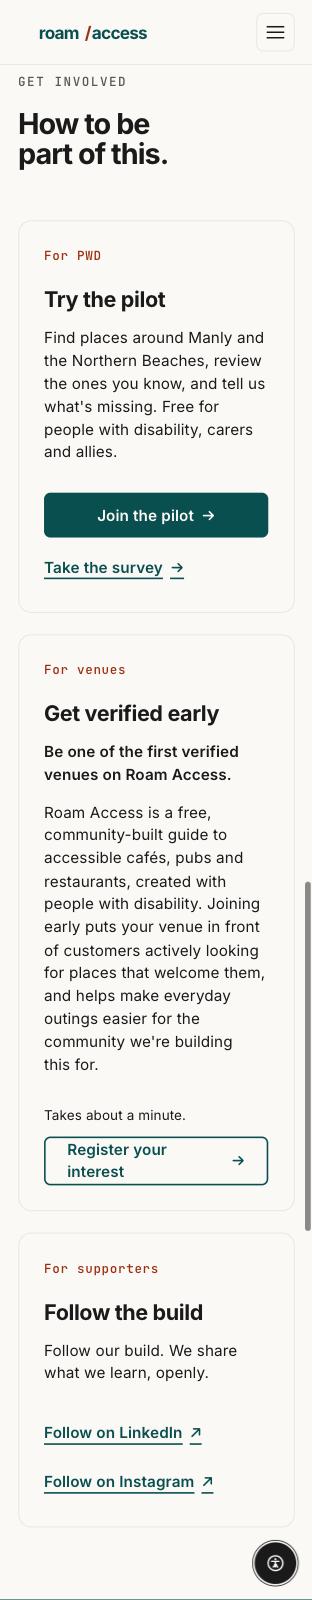 roam /access
GET INVOLVED
How to be
part of this.
For PWD
Try the pilot
Find places around Manly and
the Northern Beaches, review
the ones you know, and tell us
what's missing. Free for
people with disability, carers
and allies.
Join the pilot →
Take the survey →
For venues
Get verified early
Be one of the first verified
venues on Roam Access.
Roam Access is a free,
community-built guide to
accessible cafés, pubs and
restaurants, created with
people with disability. Joining
early puts your venue in front
of customers actively looking
for places that welcome them,
and helps make everyday
outings easier for the
community we're building
this for.
Takes about a minute.
Register your
interest →
For supporters
Follow the build
Follow our build. We share
what we learn, openly.
Follow on LinkedIn ↗
Follow on Instagram ↗